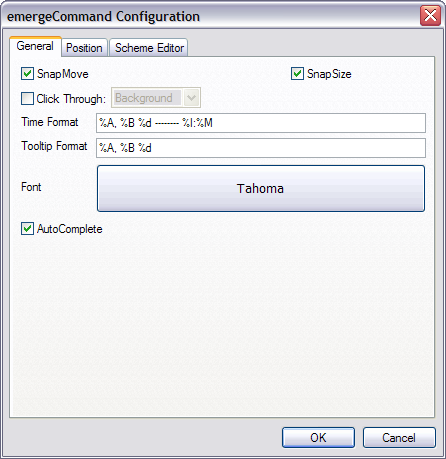 emergeCommand Configuration
General Position Scheme Editor
SnapMove SnapSize
Click Through: Background
Time Format %A, %B %d -------- %I:%M
Tooltip Format %A, %B %d
Font Tahoma
AutoComplete
OK Cancel